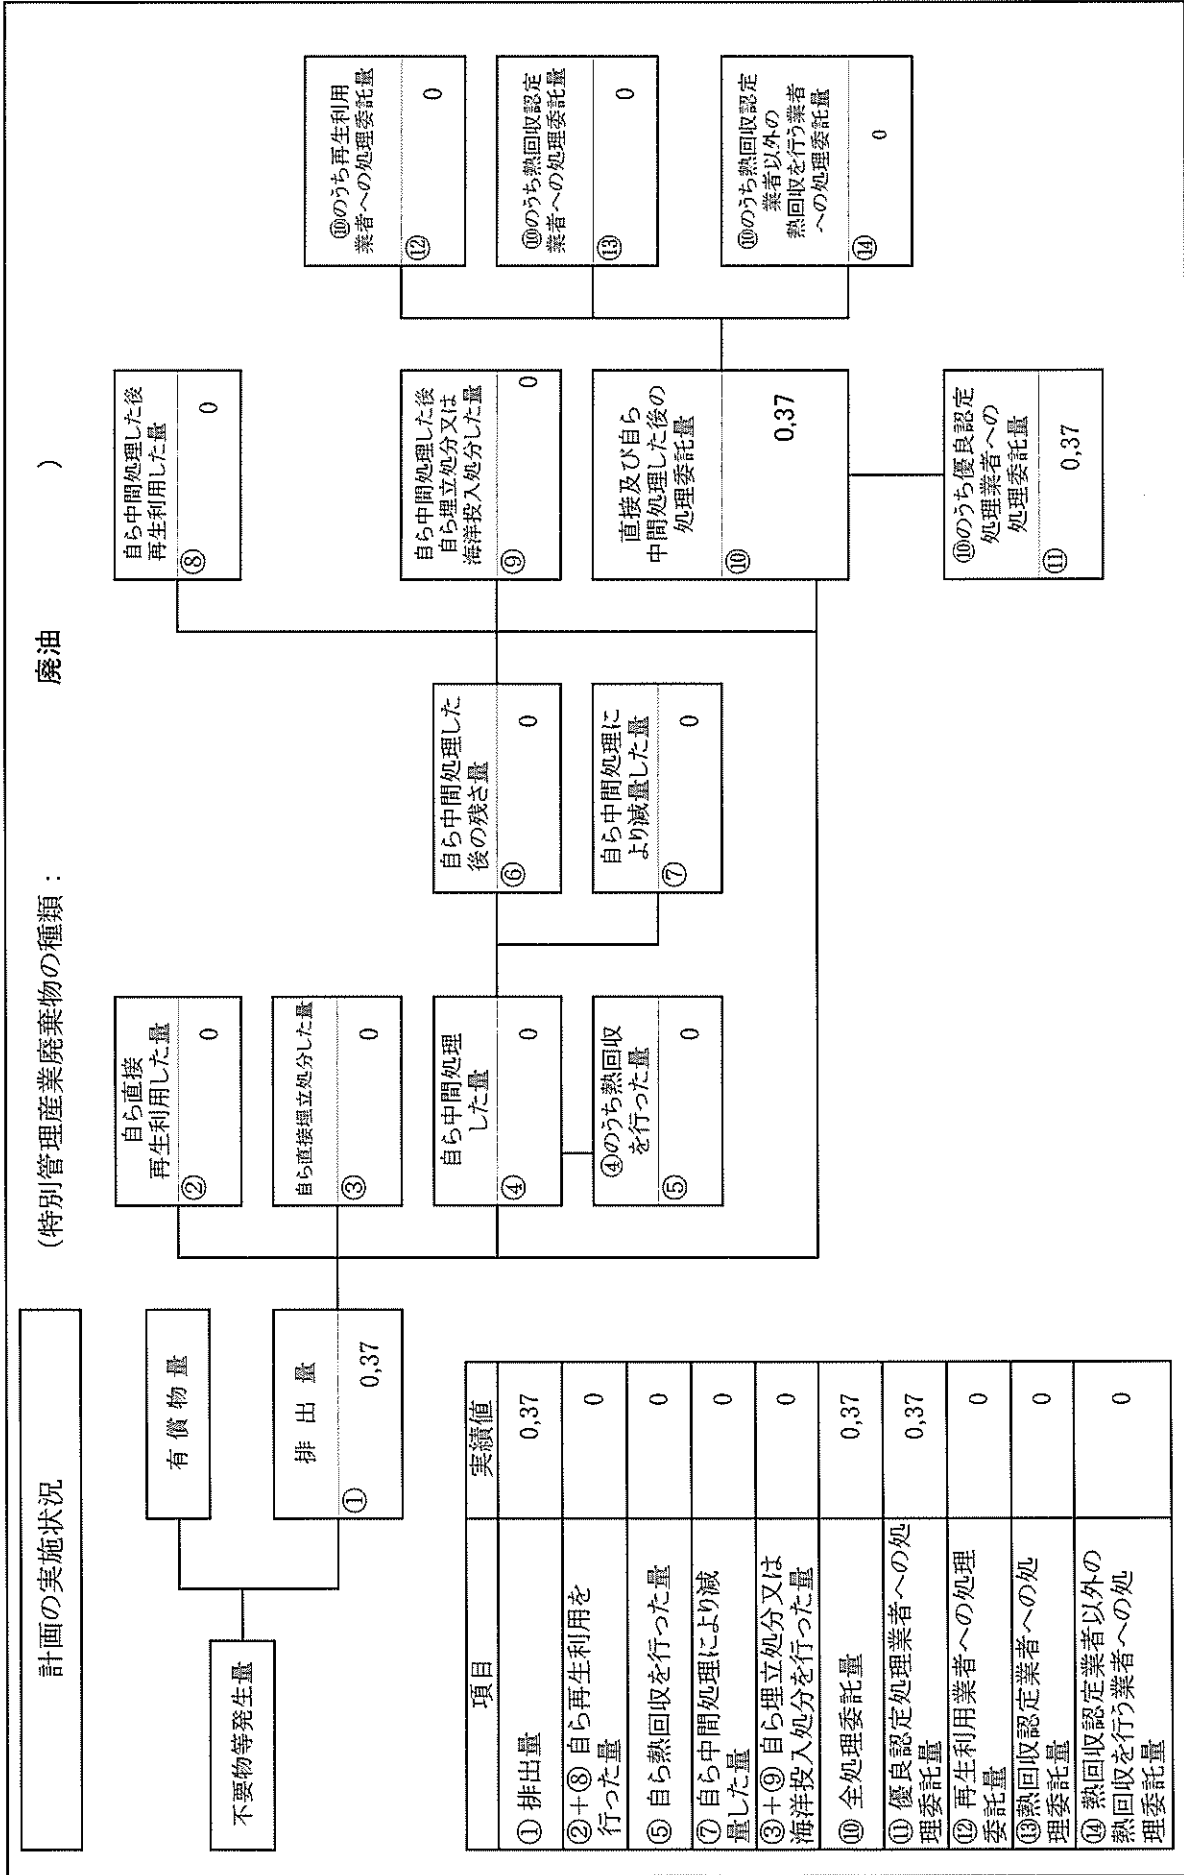 計画の実施状況
(特別管理産業廃棄物の種類： 廃油 )
不要物等発生量
有 償 物 量
排 出 量
① 0,37
自ら直接
再生利用した量
② 0
自ら直接埋立処分した量
③ 0
自ら中間処理
した量
④ 0
④のうち熱回収
を行った量
⑤ 0
自ら中間処理した
後の残さ量
⑥ 0
自ら中間処理に
より減量した量
⑦ 0
自ら中間処理した後
再生利用した量
⑧ 0
自ら中間処理した後
自ら埋立処分又は
海洋投入処分した量
⑨ 0
直接及び自ら
中間処理した後の
処理委託量
⑩ 0,37
⑩のうち優良認定
処理業者への
処理委託量
⑪ 0,37
⑩のうち再生利用
業者への処理委託量
⑫ 0
⑩のうち熱回収認定
業者への処理委託量
⑬ 0
⑩のうち熱回収認定
業者以外の
熱回収を行う業者
への処理委託量
⑭ 0
項目 実績値
① 排出量 0,37
②+⑧ 自ら再生利用を
行った量 0
⑤ 自ら熱回収を行った量 0
⑦ 自ら中間処理により減
量した量 0
③+⑨ 自ら埋立処分又は
海洋投入処分を行った量 0
⑩ 全処理委託量 0,37
⑪ 優良認定処理業者への処
理委託量 0,37
⑫ 再生利用業者への処理
委託量 0
⑬熱回収認定業者への処
理委託量 0
⑭ 熱回収認定業者以外の
熱回収を行う業者への処
理委託量 0